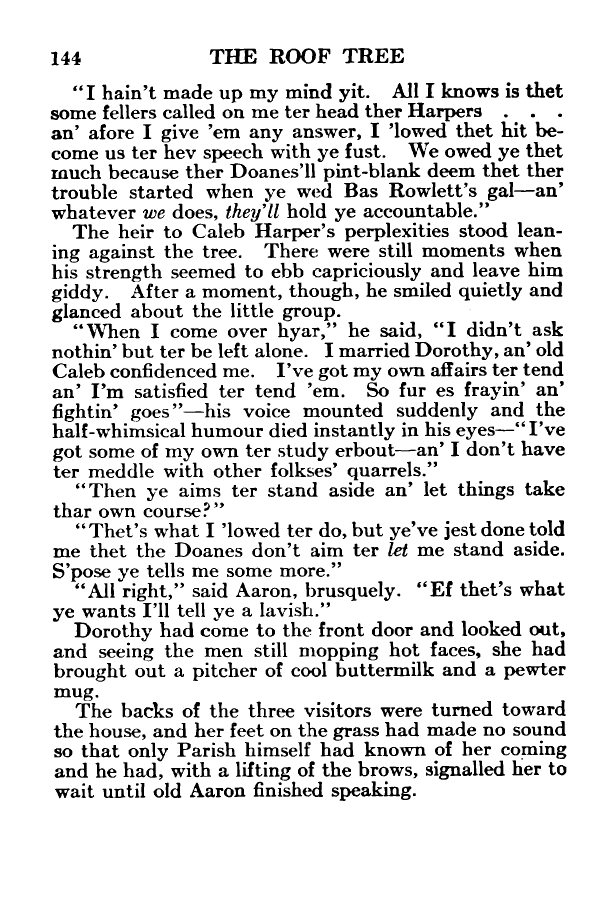 144 THE ROOF TREE
"I hain't made up my mind yit. All I knows is thet
some fellers called on me ter head ther Harpers . . .
an' afore I give 'em any answer, I 'lowed thet hit be-
come us ter hev speech with ye fust. We owed ye thet
much because ther Doanes'll pint-blank deem thet ther
trouble started when ye wed Bas Rowlett's gal—an'
whatever we does, they'll hold ye accountable."
The heir to Caleb Harper's perplexities stood lean-
ing against the tree. There were still moments when
his strength seemed to ebb capriciously and leave him
giddy. After a moment, though, he smiled quietly and
glanced about the little group.
"When I come over hyar," he said, "I didn't ask
nothin' but ter be left alone. I married Dorothy, an' old
Caleb confidenced me. I've got my own affairs ter tend
an' I'm satisfied ter tend 'em. So fur es frayin' an'
fightin' goes"—his voice mounted suddenly and the
half-whimsical humour died instantly in his eyes—"I've
got some of my own ter study erbout—an' I don't have
ter meddle with other folkses' quarrels."
"Then ye aims ter stand aside an' let things take
thar own course?"
"Thet's what I 'lowed ter do, but ye've jest done told
me thet the Doanes don't aim ter let me stand aside.
S'pose ye tells me some more."
"All right," said Aaron, brusquely. "Ef thet's what
ye wants I'll tell ye a lavish."
Dorothy had come to the front door and looked out,
and seeing the men still mopping hot faces, she had
brought out a pitcher of cool buttermilk and a pewter
mug.
The backs of the three visitors were turned toward
the house, and her feet on the grass had made no sound
so that only Parish himself had known of her coming
and he had, with a lifting of the brows, signalled her to
wait until old Aaron finished speaking.